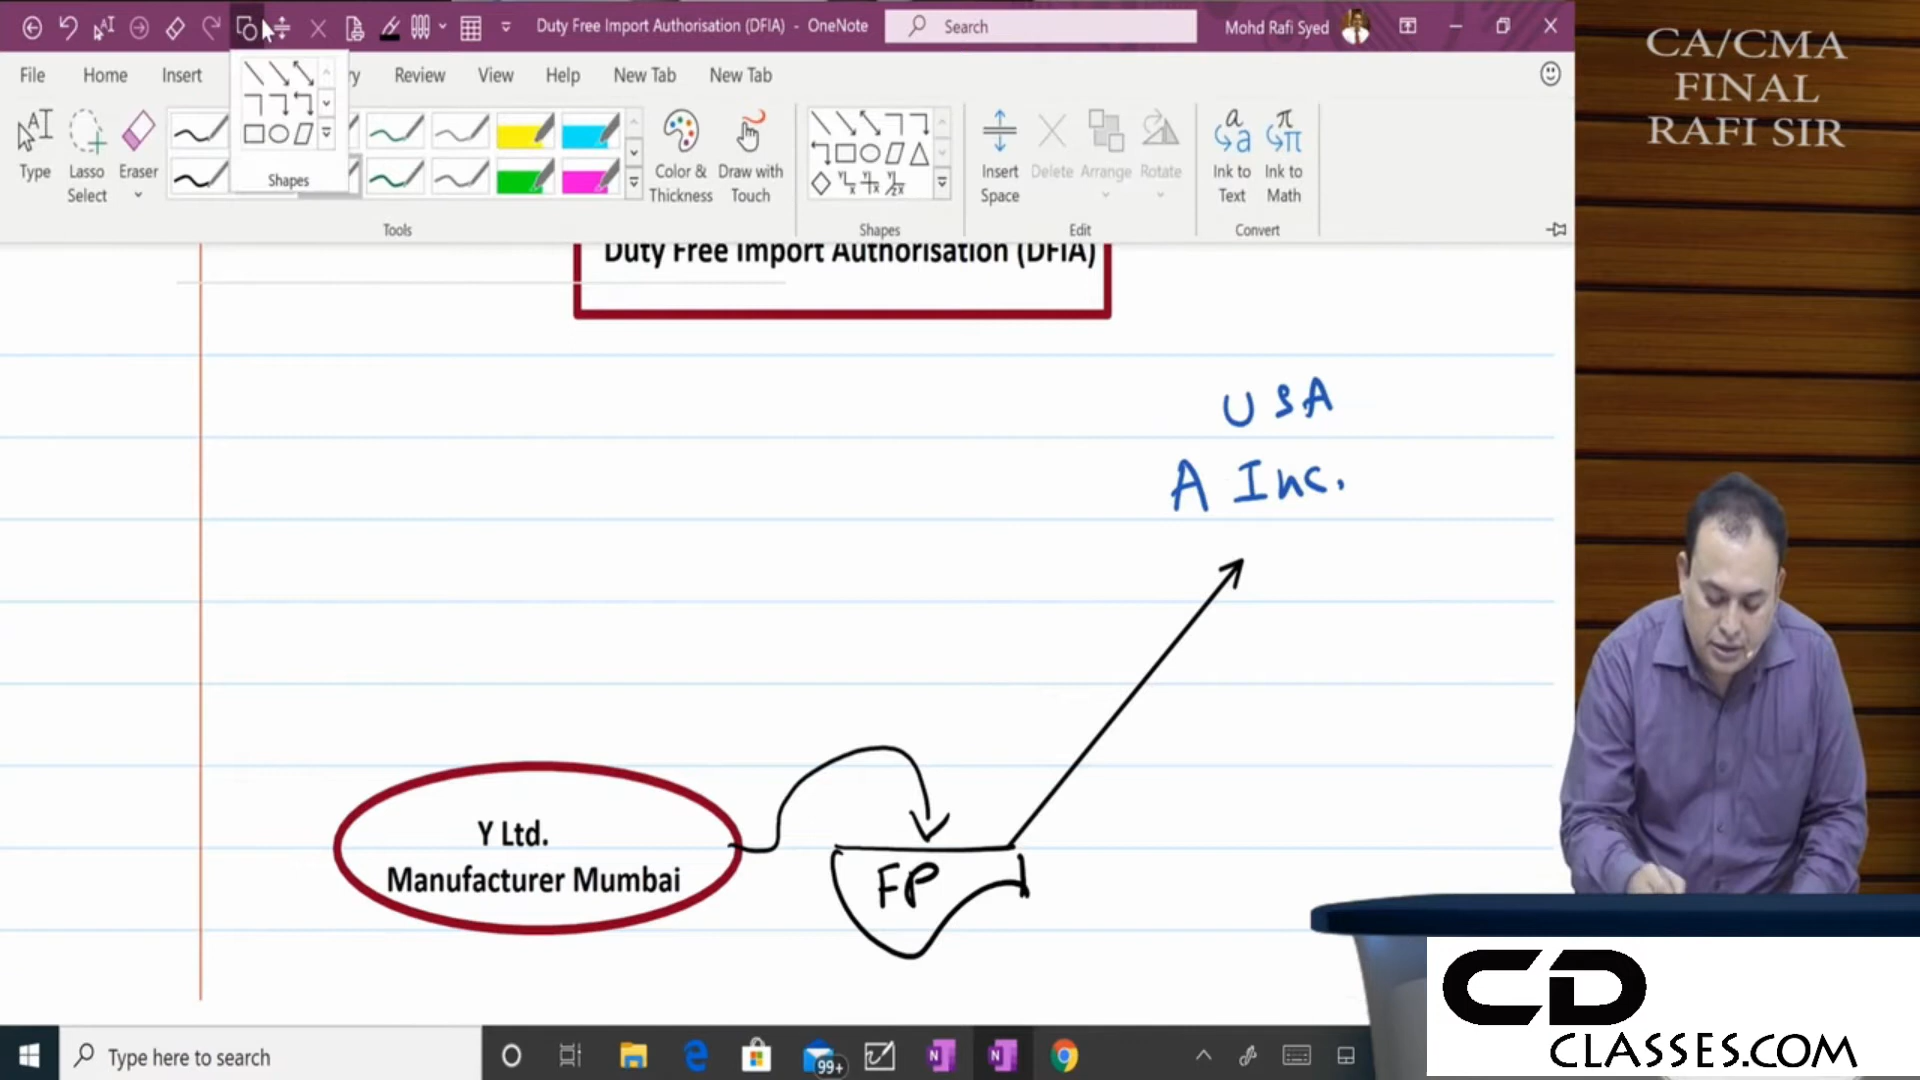 Duty Free Import Authorisation (DFIA) - OneNote
Search
Mohd Rafi Syed
File
Home
Insert
Review
View
Help
New Tab
New Tab
Type
Lasso
Select
Eraser
Shapes
Color &
Thickness
Draw with
Touch
Insert
Space
Delete
Arrange
Rotate
Ink to
Text
Ink to
Math
Tools
Shapes
Edit
Convert
CA/CMA
FINAL
RAFI SIR
Duty Free Import Authorisation (DFIA)
USA
A Inc.
Y Ltd.
Manufacturer Mumbai
FP
Type here to search
99+
CD
CLASSES.COM